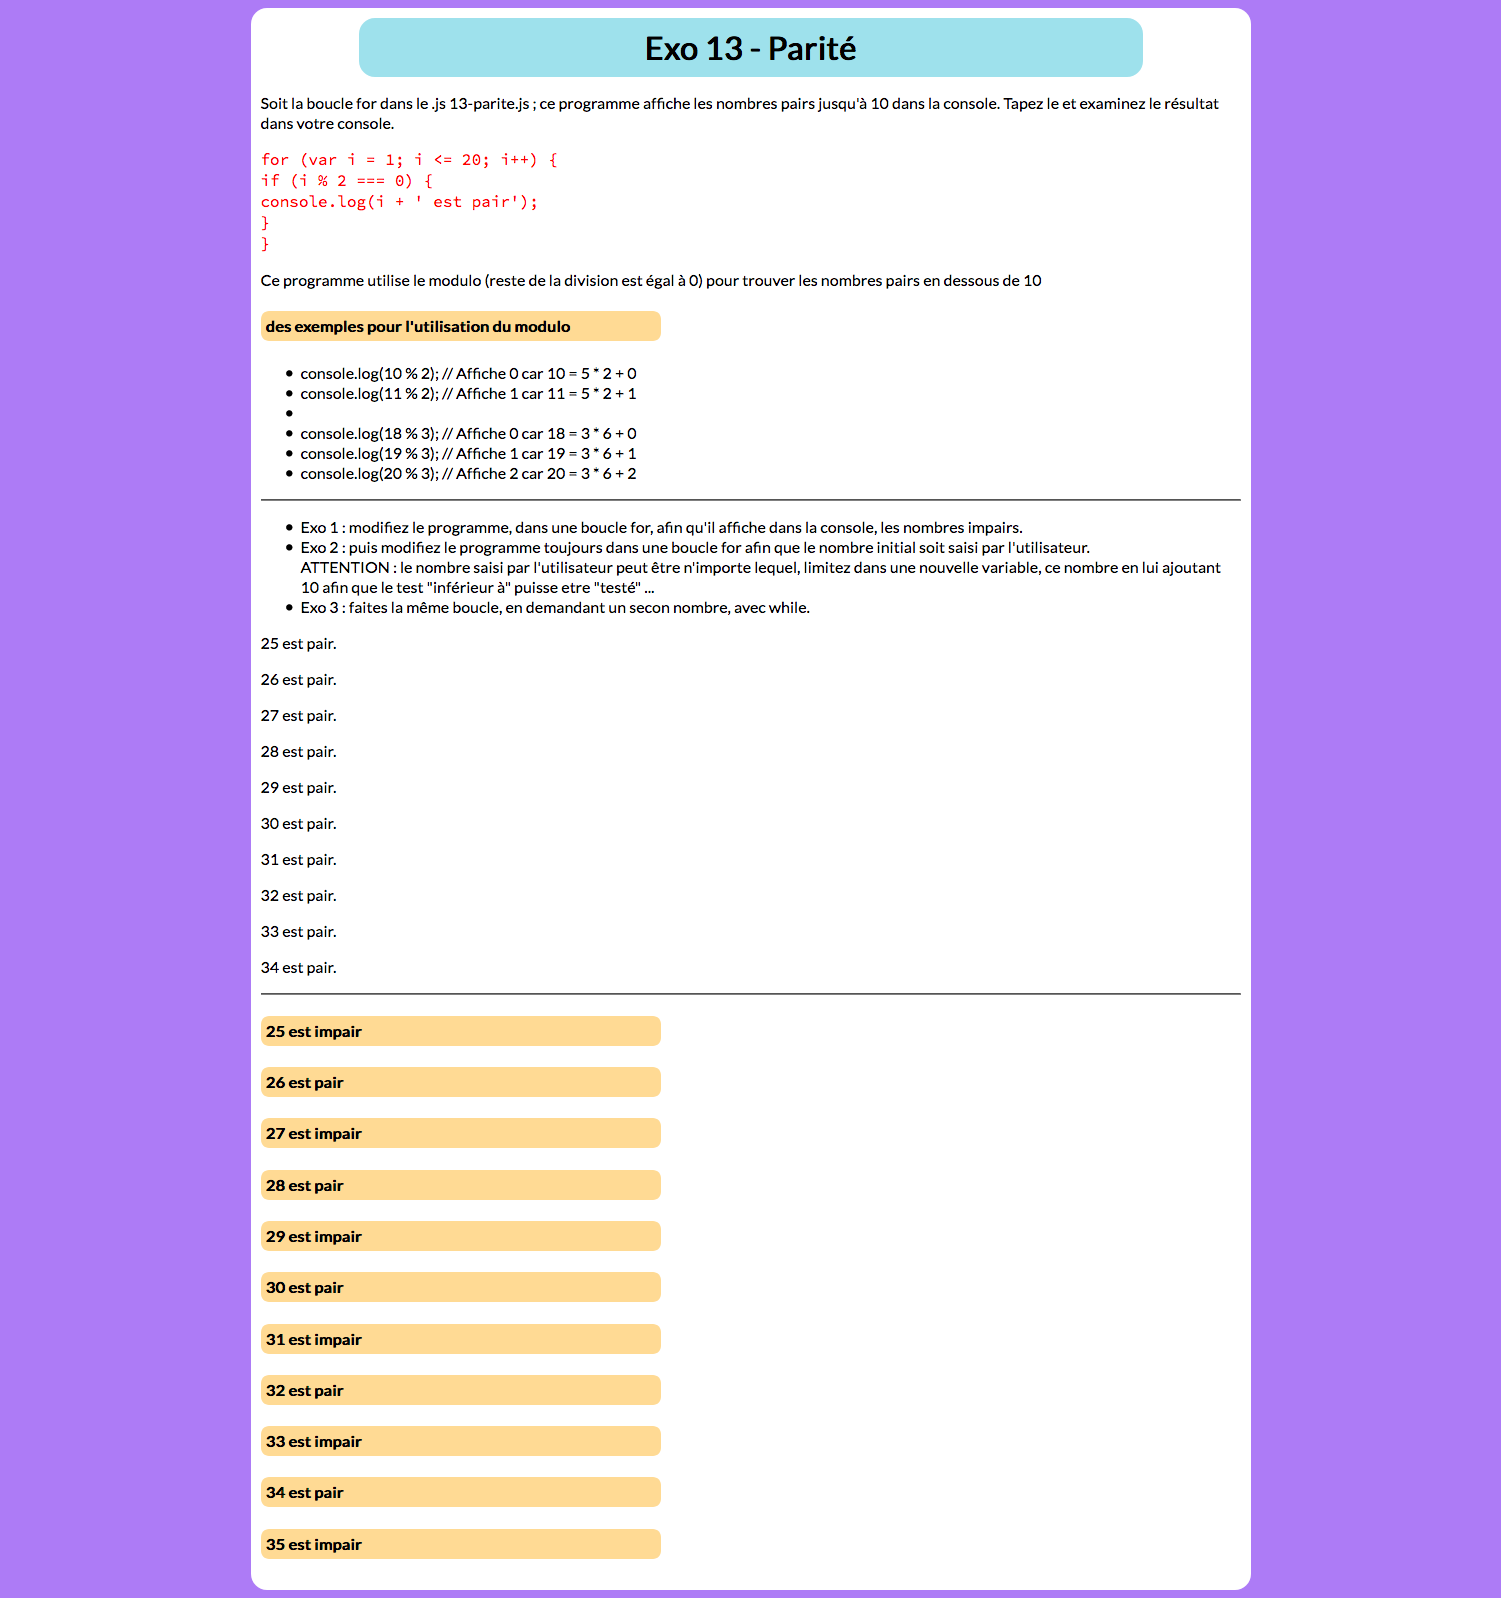 Exo 13 - Parité
Soit la boucle for dans le .js 13-parite.js ; ce programme affiche les nombres pairs jusqu'à 10 dans la console. Tapez le et examinez le résultat
dans votre console.
for (var i = 1; i <= 20; i++) {
if (i % 2 === 0) {
console.log(i + ' est pair');
}
}
Ce programme utilise le modulo (reste de la division est égal à 0) pour trouver les nombres pairs en dessous de 10
des exemples pour l'utilisation du modulo
• console.log(10 % 2); // Affiche 0 car 10 = 5 * 2 + 0
• console.log(11 % 2); // Affiche 1 car 11 = 5 * 2 + 1
•
• console.log(18 % 3); // Affiche 0 car 18 = 3 * 6 + 0
• console.log(19 % 3); // Affiche 1 car 19 = 3 * 6 + 1
• console.log(20 % 3); // Affiche 2 car 20 = 3 * 6 + 2
• Exo 1 : modifiez le programme, dans une boucle for, afin qu'il affiche dans la console, les nombres impairs.
• Exo 2 : puis modifiez le programme toujours dans une boucle for afin que le nombre initial soit saisi par l'utilisateur.
ATTENTION : le nombre saisi par l'utilisateur peut être n'importe lequel, limitez dans une nouvelle variable, ce nombre en lui ajoutant
10 afin que le test "inférieur à" puisse etre "testé" ...
• Exo 3 : faites la même boucle, en demandant un secon nombre, avec while.
25 est pair.
26 est pair.
27 est pair.
28 est pair.
29 est pair.
30 est pair.
31 est pair.
32 est pair.
33 est pair.
34 est pair.
25 est impair
26 est pair
27 est impair
28 est pair
29 est impair
30 est pair
31 est impair
32 est pair
33 est impair
34 est pair
35 est impair